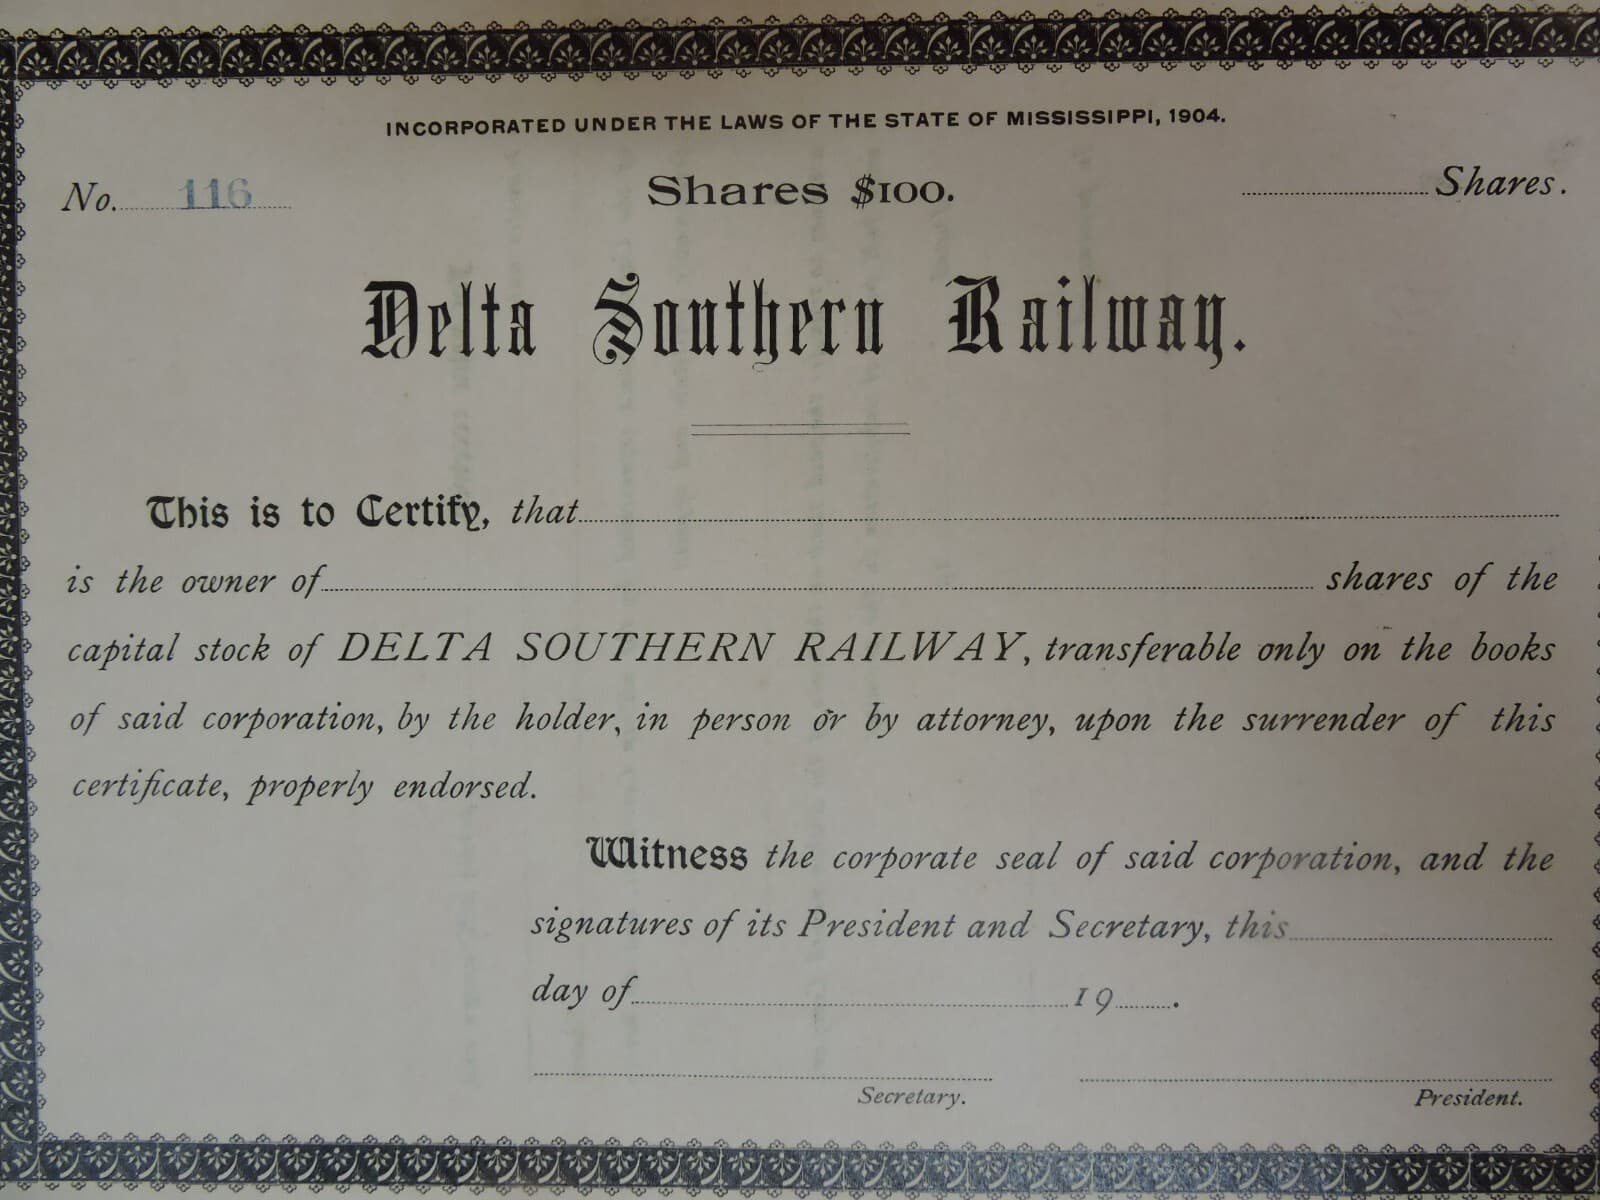 INCORPORATED UNDER THE LAWS OF THE STATE OF MISSISSIPPI, 1904.
No. 116 Shares $100. Shares.
Delta Southern Railway.
This is to Certify, that
is the owner of shares of the
capital stock of DELTA SOUTHERN RAILWAY, transferable only on the books
of said corporation, by the holder, in person or by attorney, upon the surrender of this
certificate, properly endorsed.
Witness the corporate seal of said corporation, and the
signatures of its President and Secretary, this
day of 19 .
Secretary. President.